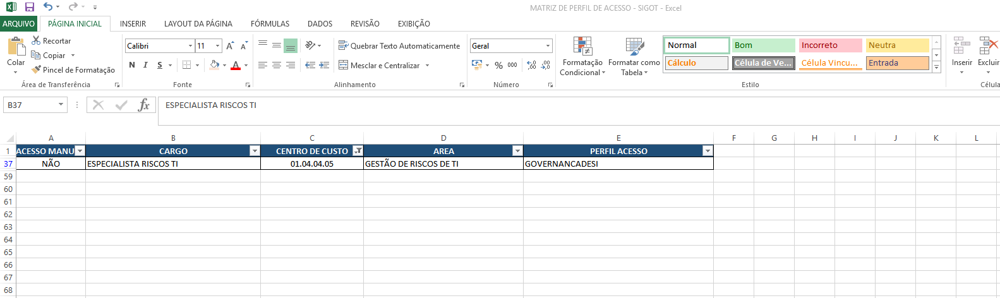 MATRIZ DE PERFIL DE ACESSO - SIGOT - Excel
ARQUIVO PÁGINA INICIAL INSERIR LAYOUT DA PÁGINA FÓRMULAS DADOS REVISÃO EXIBIÇÃO
Colar
Recortar
Copiar
Pincel de Formatação
Área de Transferência
Calibri 11
N I S
Fonte
Quebrar Texto Automaticamente
Mesclar e Centralizar
Alinhamento
Geral
% 000
Número
Formatação Condicional
Formatar como Tabela
Normal Bom Incorreto Neutra
Cálculo Célula de Ve... Célula Vincu... Entrada
Estilo
Inserir Excluir
Célula
B37 fx ESPECIALISTA RISCOS TI
A B C D E F G H I J K L
1 ACESSO MANU CARGO CENTRO DE CUSTO AREA PERFIL ACESSO
37 NÃO ESPECIALISTA RISCOS TI 01.04.04.05 GESTÃO DE RISCOS DE TI GOVERNANCADESI
59
60
61
62
63
64
65
66
67
68